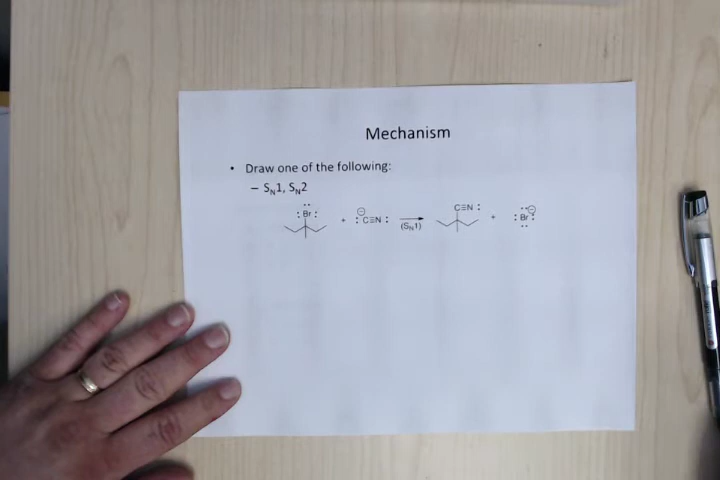 Mechanism
• Draw one of the following:
– SN1, SN2
:Br: + :C≡N: (SN1) C≡N: + :Br: